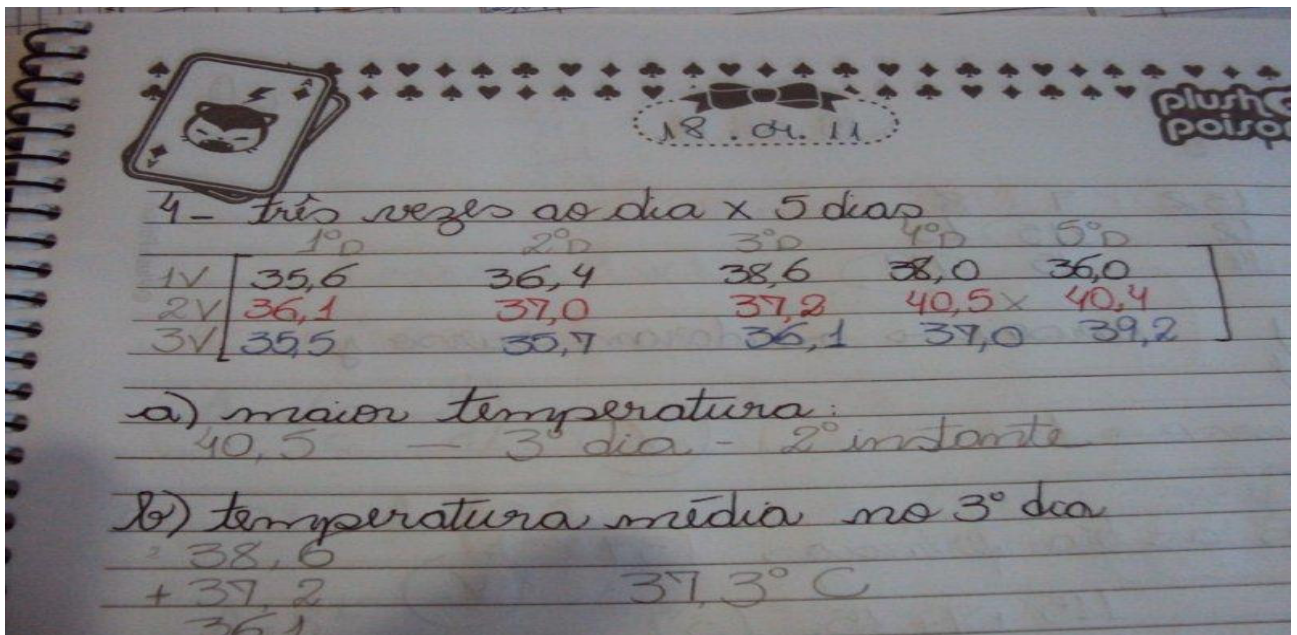 plush
poison
18.04.11
4- três vezes ao dia x 5 dias
1ºD 2ºD 3ºD 4ºD 5ºD
1V 35,6 36,4 38,6 38,0 36,0
2V 36,1 37,0 37,2 40,5 x 40,4
3V 35,5 35,7 36,1 37,0 39,2
a) maior temperatura:
40,5 - 3º dia - 2º instante
b) temperatura média no 3º dia
38,6
+ 37,2 37,3º C
36,1